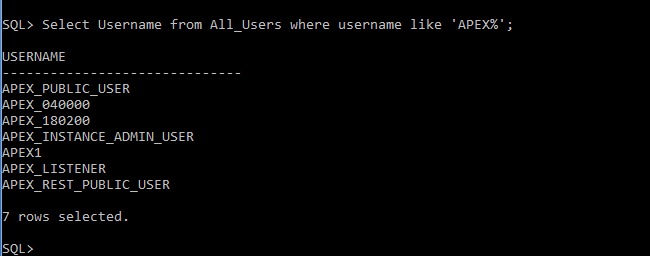 SQL> Select Username from All_Users where username like 'APEX%';
USERNAME
------------------------------
APEX_PUBLIC_USER
APEX_040000
APEX_180200
APEX_INSTANCE_ADMIN_USER
APEX1
APEX_LISTENER
APEX_REST_PUBLIC_USER
7 rows selected.
SQL>